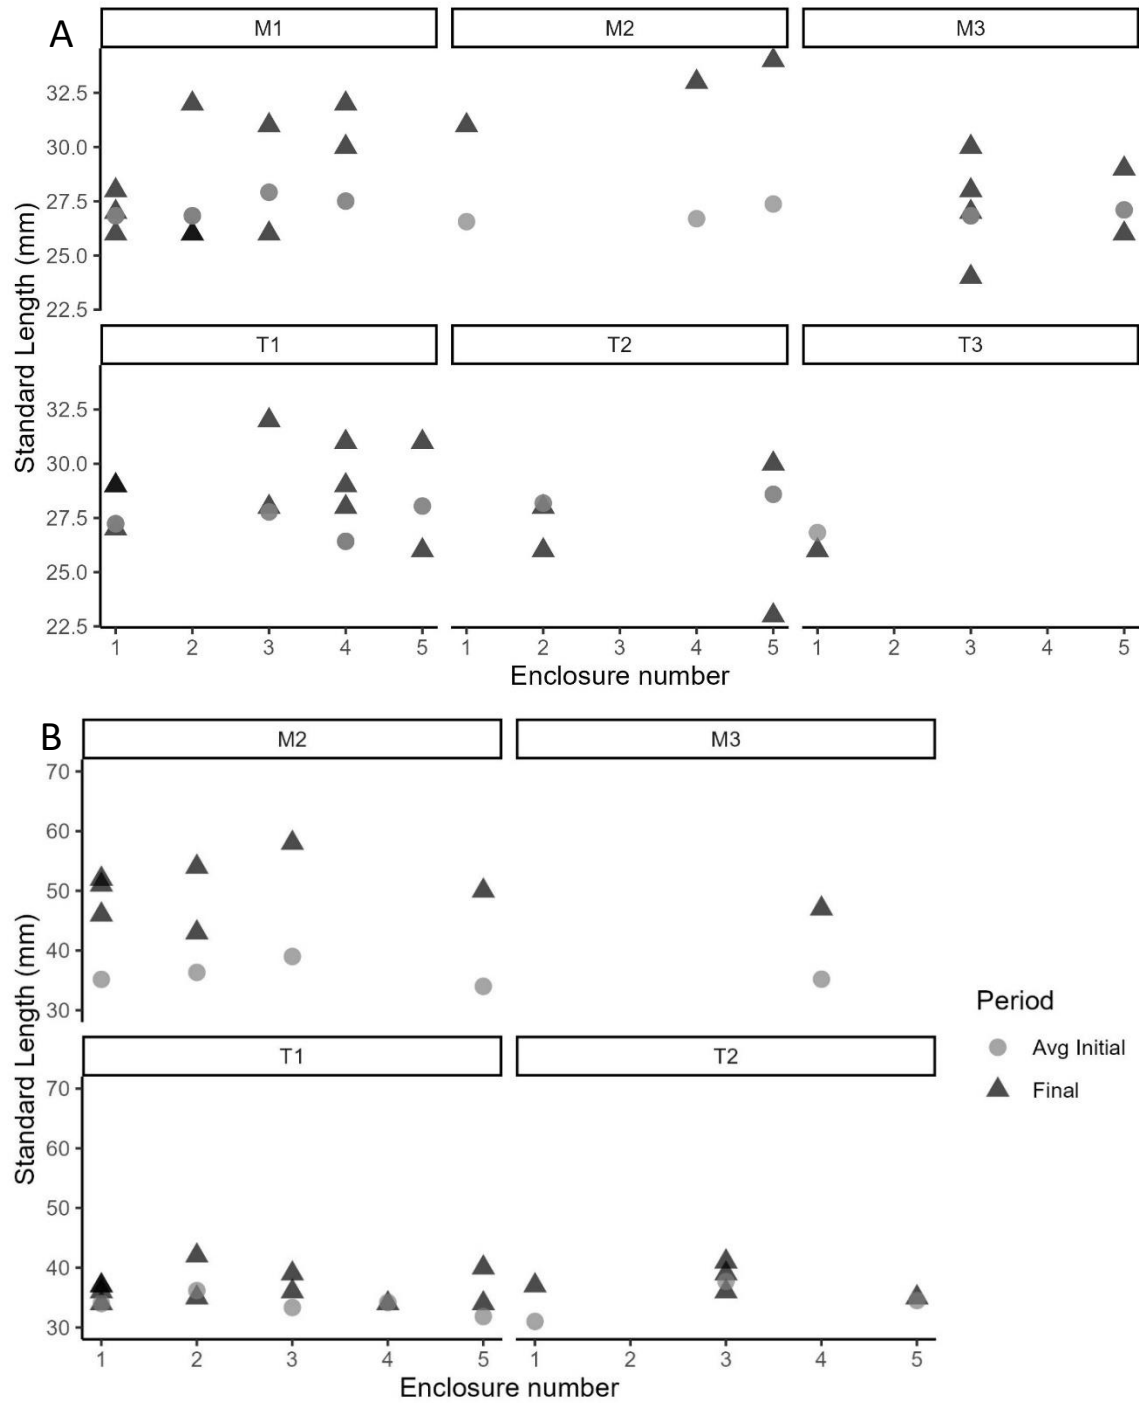 A
M1 M2 M3
32.5
30.0
27.5
25.0
22.5
T1 T2 T3
32.5
30.0
27.5
25.0
22.5
Standard Length (mm)
1 2 3 4 5 1 2 3 4 5 1 2 3 4 5
Enclosure number
B
M2 M3
70
60
50
40
30
T1 T2
70
60
50
40
30
Standard Length (mm)
1 2 3 4 5 1 2 3 4 5
Enclosure number
Period
Avg Initial
Final